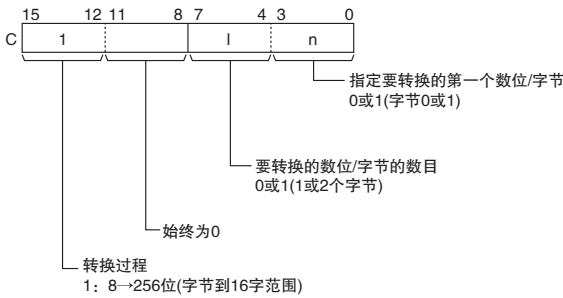 15 12 11 8 7 4 3 0
C 1 l n
指定要转换的第一个数位/字节
0或1(字节0或1)
要转换的数位/字节的数目
0或1(1或2个字节)
始终为0
转换过程
1：8→256位(字节到16字范围)